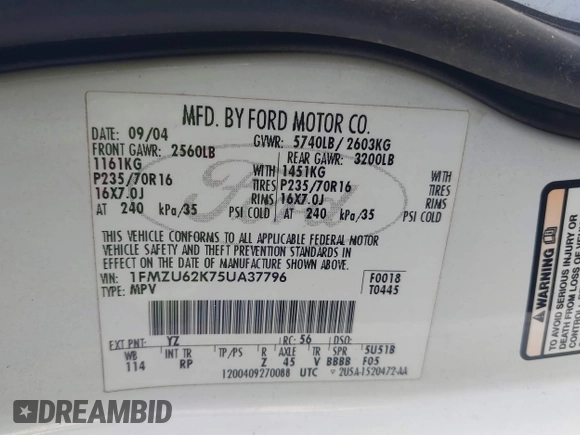 MFD. BY FORD MOTOR CO.
DATE: 09/04 GVWR: 5740LB/ 2603KG
FRONT GAWR: 2560LB REAR GAWR: 3200LB
1161KG WITH 1451KG WITH
P235/70R16 TIRES P235/70R16 TIRES
16X7.0J RIMS 16X7.0J RIMS
AT 240 kPa/35 PSI COLD AT 240 kPa/35 PSI COLD
THIS VEHICLE CONFORMS TO ALL APPLICABLE FEDERAL MOTOR
VEHICLE SAFETY AND THEFT PREVENTION STANDARDS IN
EFFECT ON THE DATE OF MANUFACTURE SHOWN ABOVE.
VIN: 1FMZU62K75UA37796 F0018
TYPE: MPV T0445
EXT PNT: YZ RC: 56 DSO:
WB INT TR TP/PS R AXLE TR SPR 5U51B
114 RP Z 45 V BBBB F05
1200409270088 UTC 2U5A-1520472-AA
Ford
WARNING
TO AVOID SERIOUS INJURY
DREAMBID